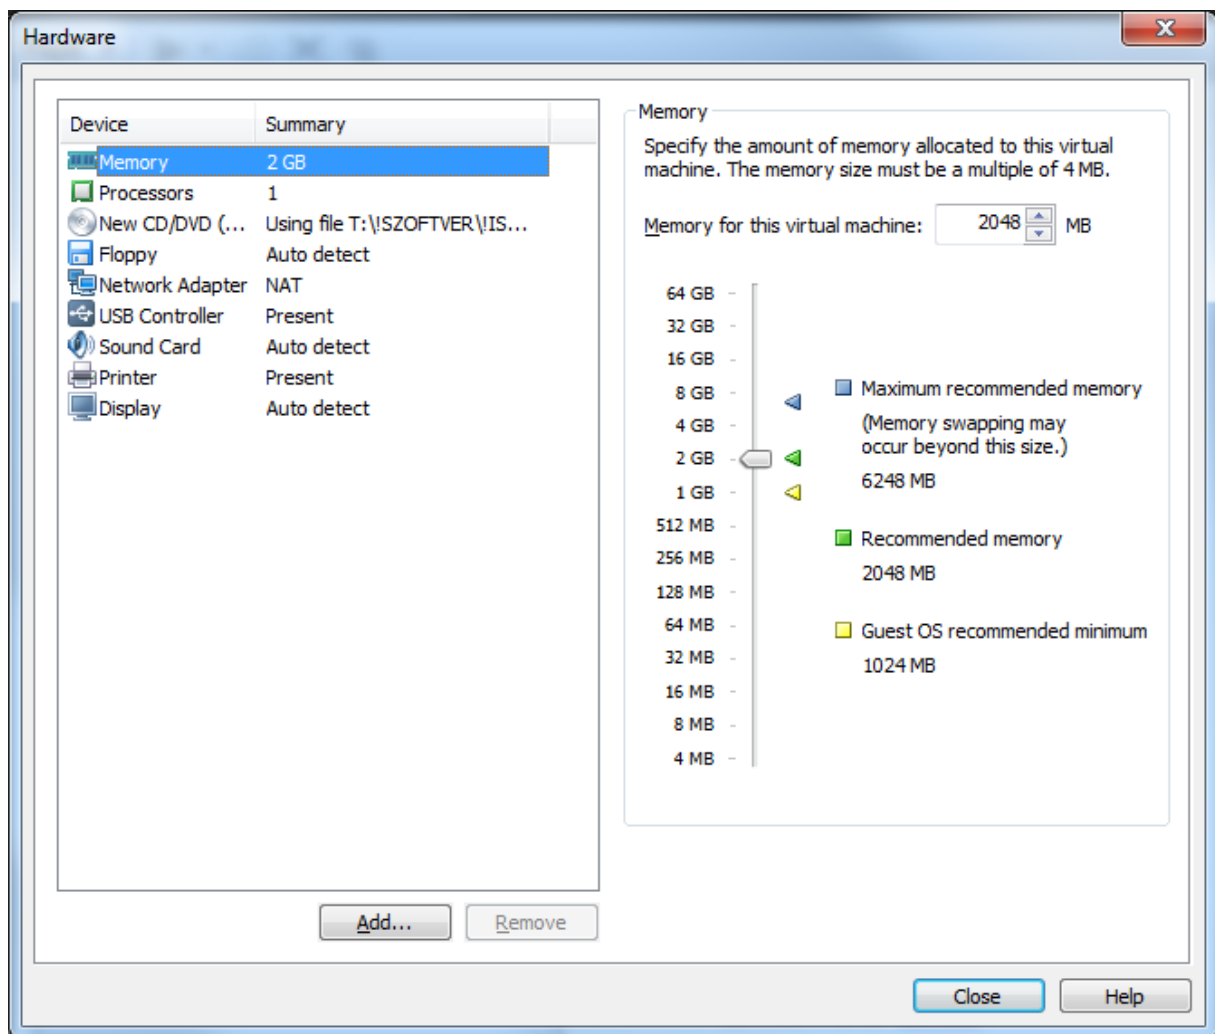 Hardware
Device Summary
Memory 2 GB
Processors 1
New CD/DVD (... Using file T:\!SZOFTVER\!IS...
Floppy Auto detect
Network Adapter NAT
USB Controller Present
Sound Card Auto detect
Printer Present
Display Auto detect
Add... Remove
Memory
Specify the amount of memory allocated to this virtual
machine. The memory size must be a multiple of 4 MB.
Memory for this virtual machine: 2048 MB
64 GB
32 GB
16 GB
8 GB
4 GB
2 GB
1 GB
512 MB
256 MB
128 MB
64 MB
32 MB
16 MB
8 MB
4 MB
Maximum recommended memory
(Memory swapping may
occur beyond this size.)
6248 MB
Recommended memory
2048 MB
Guest OS recommended minimum
1024 MB
Close Help